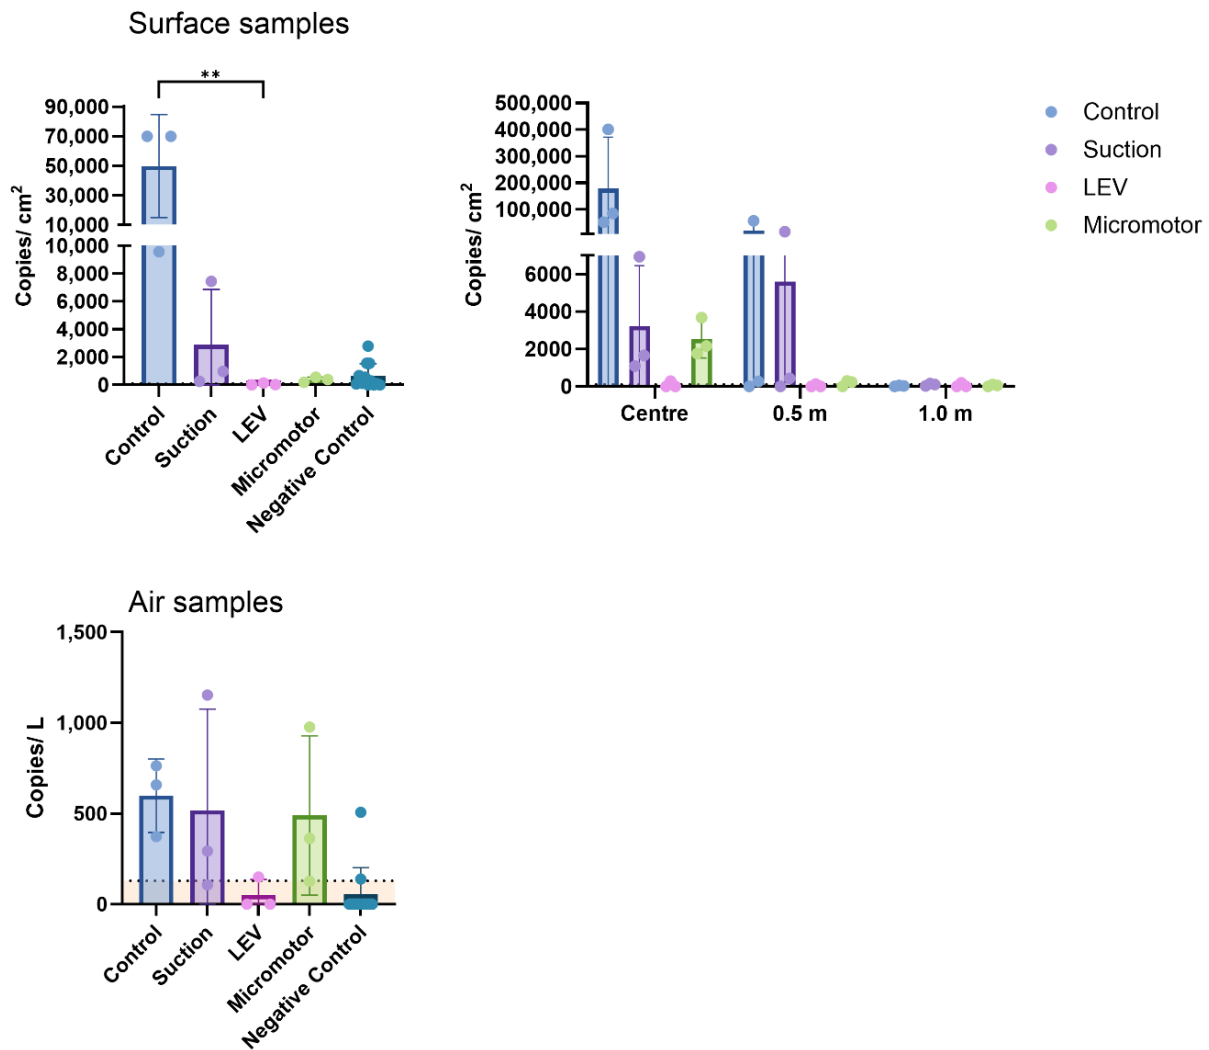 Surface samples
**
90,000
70,000
50,000
30,000
10,000
10,000
8,000
6,000
4,000
2,000
0
Copies/ cm²
Control
Suction
LEV
Micromotor
Negative Control
500,000
400,000
300,000
200,000
100,000
6000
4000
2000
0
Copies/ cm²
Centre
0.5 m
1.0 m
Control
Suction
LEV
Micromotor
Air samples
1,500
1,000
500
0
Copies/ L
Control
Suction
LEV
Micromotor
Negative Control